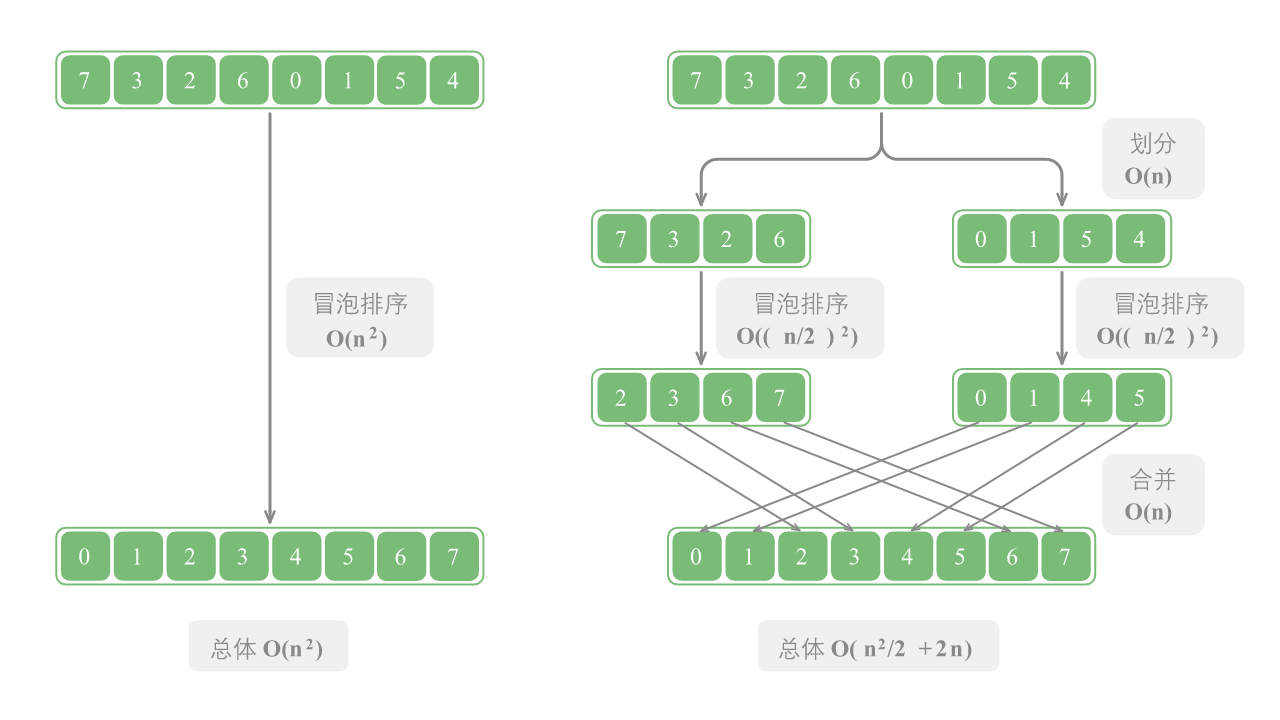 7 3 2 6 0 1 5 4
7 3 2 6 0 1 5 4
划分
O(n)
7 3 2 6
0 1 5 4
冒泡排序
O(n²)
冒泡排序
O(( n/2 )²)
冒泡排序
O(( n/2 )²)
2 3 6 7
0 1 4 5
合并
O(n)
0 1 2 3 4 5 6 7
0 1 2 3 4 5 6 7
总体 O(n²)
总体 O( n²/2 +2n)